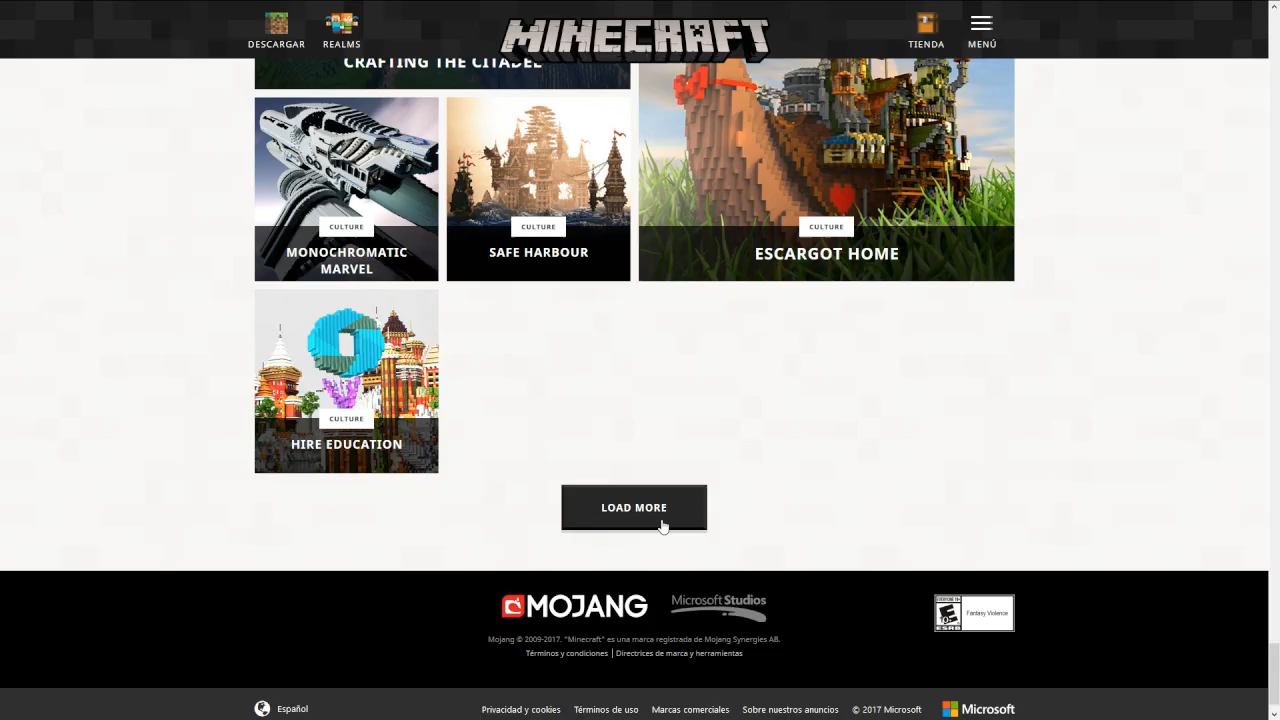 DESCARGAR
REALMS
MINECRAFT
TIENDA
MENÚ
CRAFTING THE CITADEL
CULTURE
MONOCHROMATIC
MARVEL
CULTURE
SAFE HARBOUR
CULTURE
ESCARGOT HOME
CULTURE
HIRE EDUCATION
LOAD MORE
MOJANG
Microsoft Studios
EVERYONE 10+
E
ESRB
Fantasy Violence
Mojang © 2009-2017. "Minecraft" es una marca registrada de Mojang Synergies AB.
Términos y condiciones | Directrices de marca y herramientas
Español
Privacidad y cookies
Términos de uso
Marcas comerciales
Sobre nuestros anuncios
© 2017 Microsoft
Microsoft